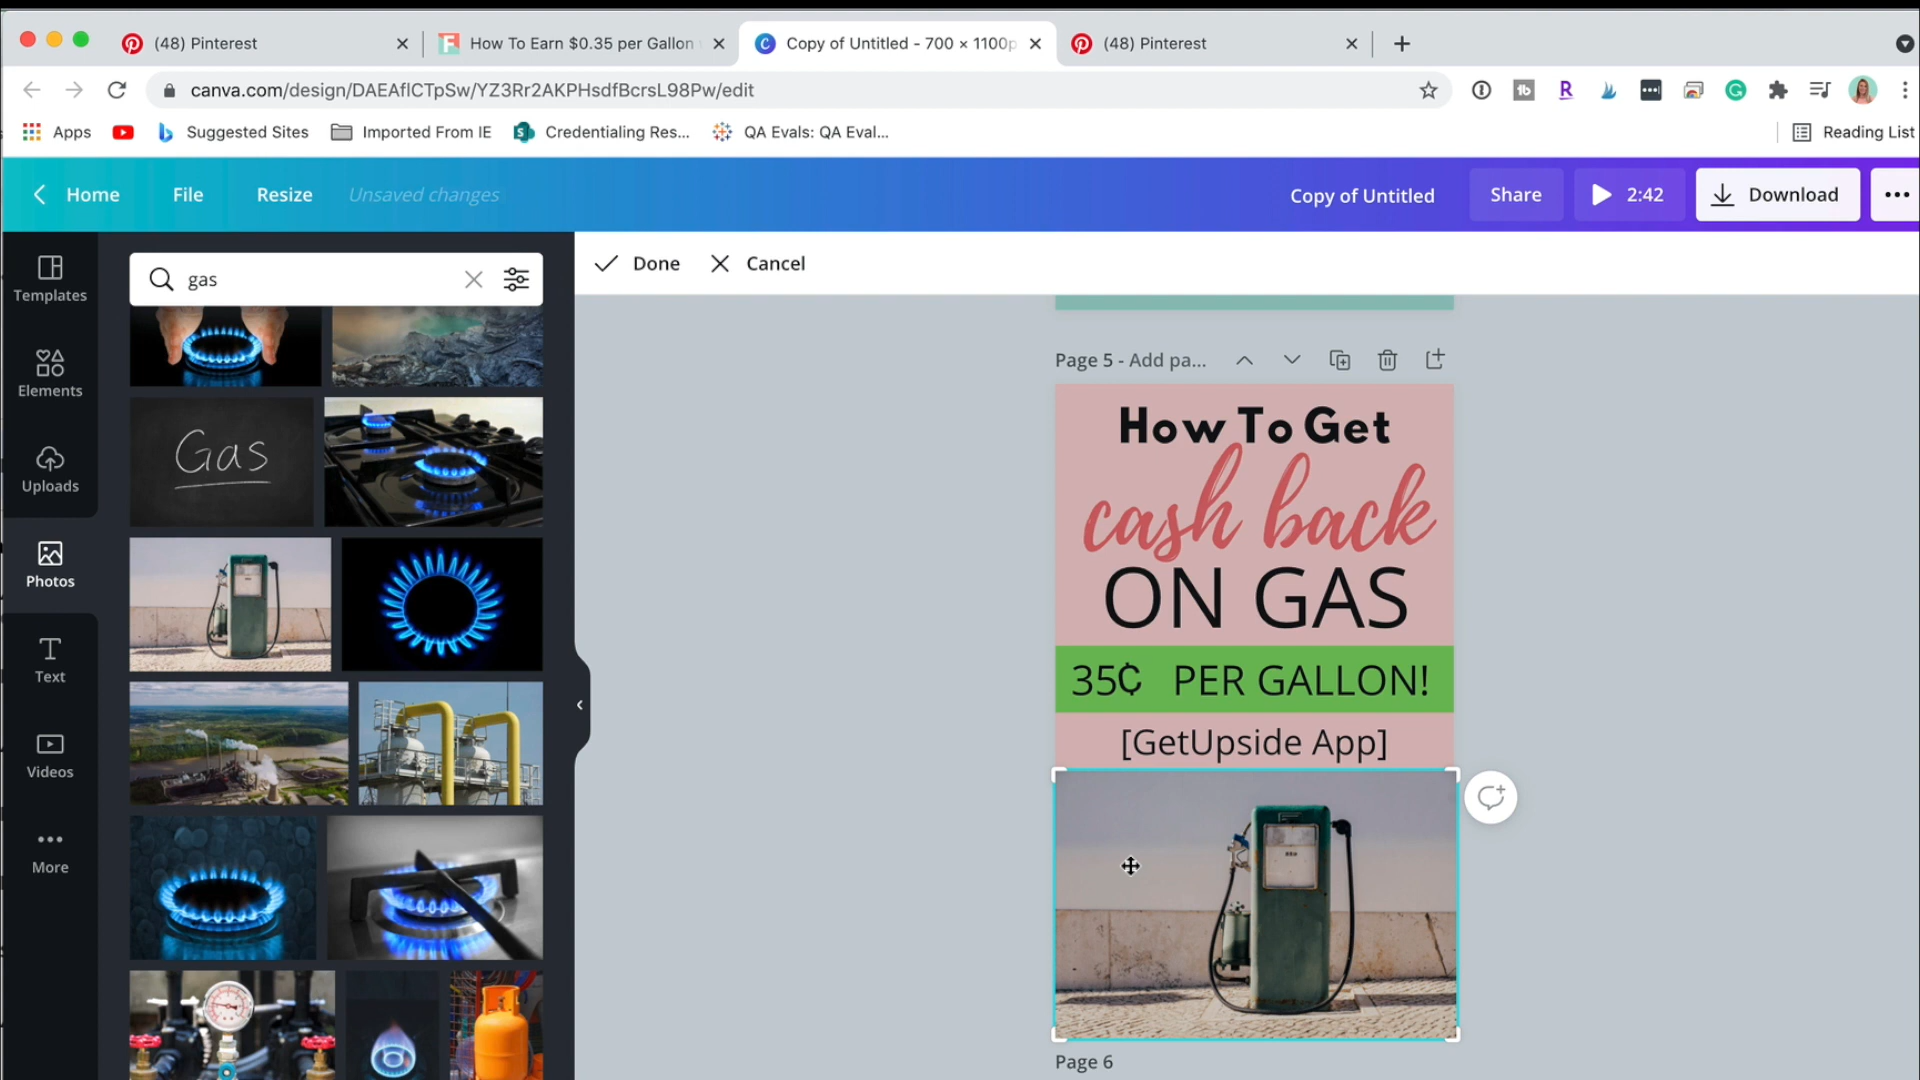 (48) Pinterest
How To Earn $0.35 per Gallon
Copy of Untitled - 700 × 1100p
(48) Pinterest
canva.com/design/DAEAflCTpSw/YZ3Rr2AKPHsdfBcrsL98Pw/edit
Apps
Suggested Sites
Imported From IE
Credentialing Res...
QA Evals: QA Eval...
Reading List
Home
File
Resize
Unsaved changes
Copy of Untitled
Share
2:42
Download
Templates
Elements
Uploads
Photos
Text
Videos
More
gas
Gas
Done
Cancel
Page 5 - Add pa...
How To Get
cash back
ON GAS
35₵ PER GALLON!
[GetUpside App]
Page 6